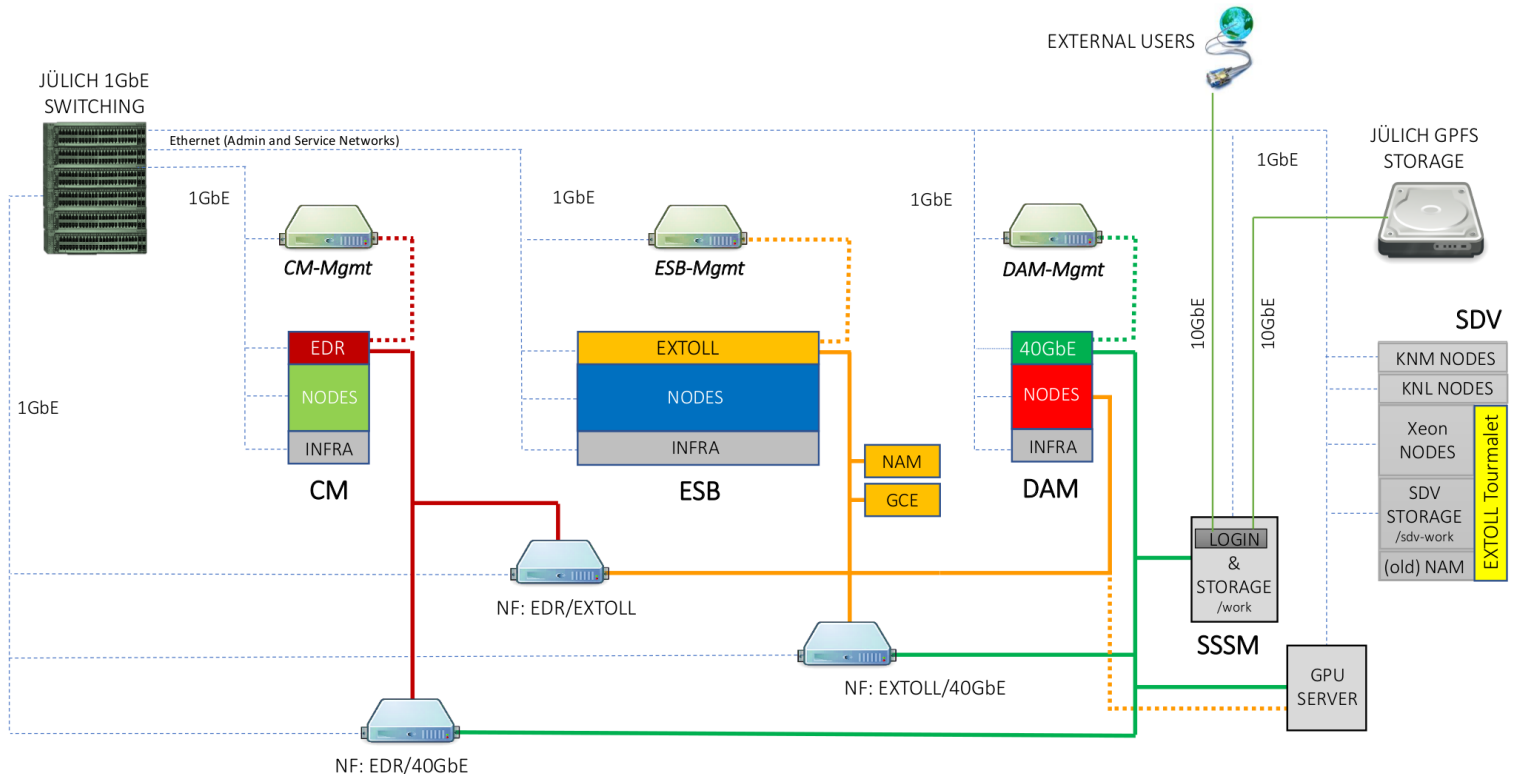 EXTERNAL USERS
JÜLICH 1GbE
SWITCHING
Ethernet (Admin and Service Networks)
JÜLICH GPFS
STORAGE
1GbE
1GbE
1GbE
1GbE
CM-Mgmt
ESB-Mgmt
DAM-Mgmt
10GbE
10GbE
SDV
EDR
NODES
INFRA
CM
EXTOLL
NODES
INFRA
ESB
NAM
GCE
40GbE
NODES
INFRA
DAM
KNM NODES
KNL NODES
Xeon
NODES
SDV
STORAGE
/sdv-work
(old) NAM
EXTOLL Tourmalet
1GbE
LOGIN
&
STORAGE
/work
SSSM
NF: EDR/EXTOLL
NF: EXTOLL/40GbE
GPU
SERVER
NF: EDR/40GbE